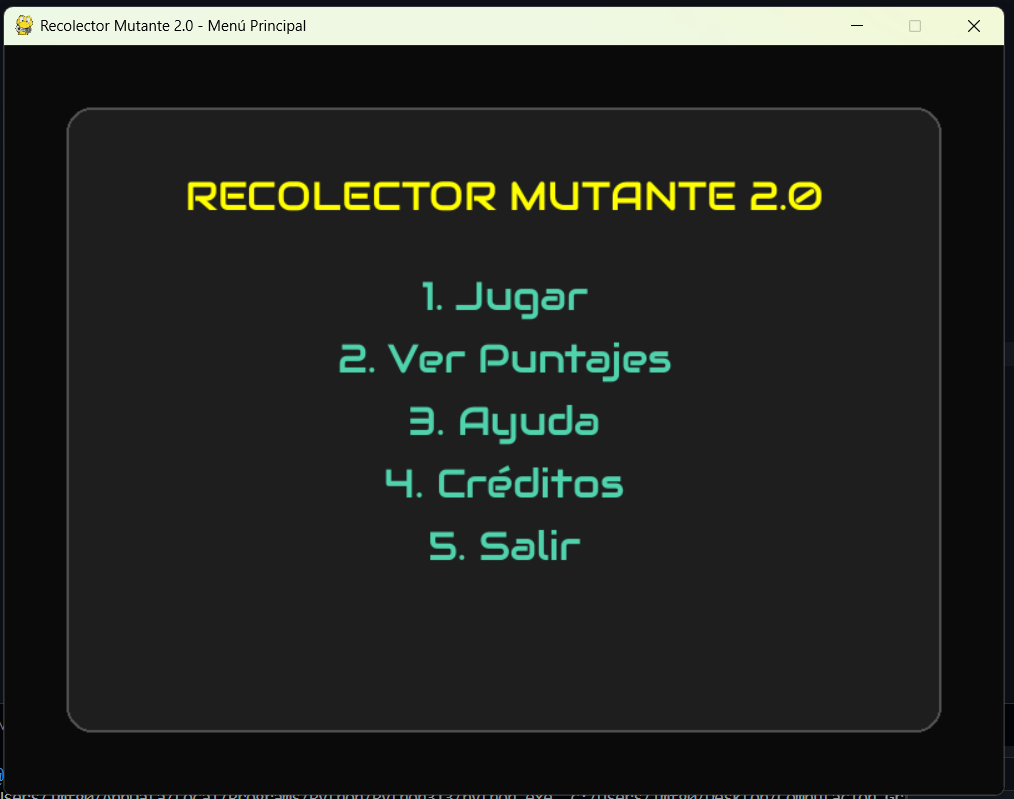 Recolector Mutante 2.0 - Menú Principal
RECOLECTOR MUTANTE 2.0
1. Jugar
2. Ver Puntajes
3. Ayuda
4. Créditos
5. Salir